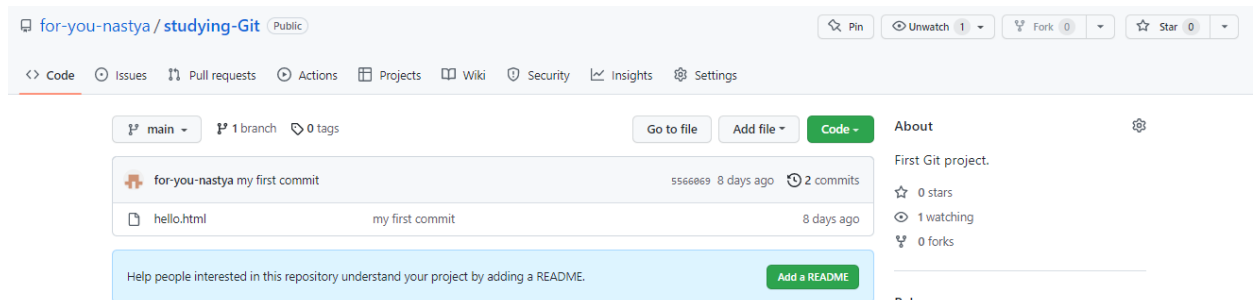 for-you-nastya / studying-Git Public Pin Unwatch 1 Fork 0 Star 0
Code Issues Pull requests Actions Projects Wiki Security Insights Settings
main 1 branch 0 tags Go to file Add file Code
for-you-nastya my first commit 5566069 8 days ago 2 commits
hello.html my first commit 8 days ago
Help people interested in this repository understand your project by adding a README. Add a README
About
First Git project.
0 stars
1 watching
0 forks